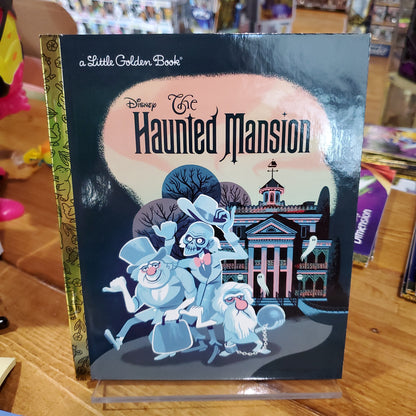 a Little Golden Book®
Disney
The
Haunted Mansion